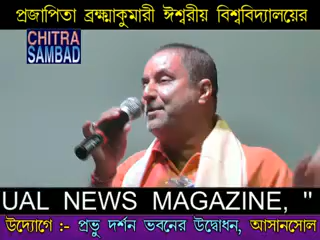 প্রজাপিতা ব্রহ্মাকুমারী ঈশ্বরীয় বিশ্ববিদ্যালয়ের
CHITRA
SAMBAD
UAL NEWS MAGAZINE, "
উদ্যোগে :- প্রভু দর্শন ভবনের উদ্বোধন, আসানসোল